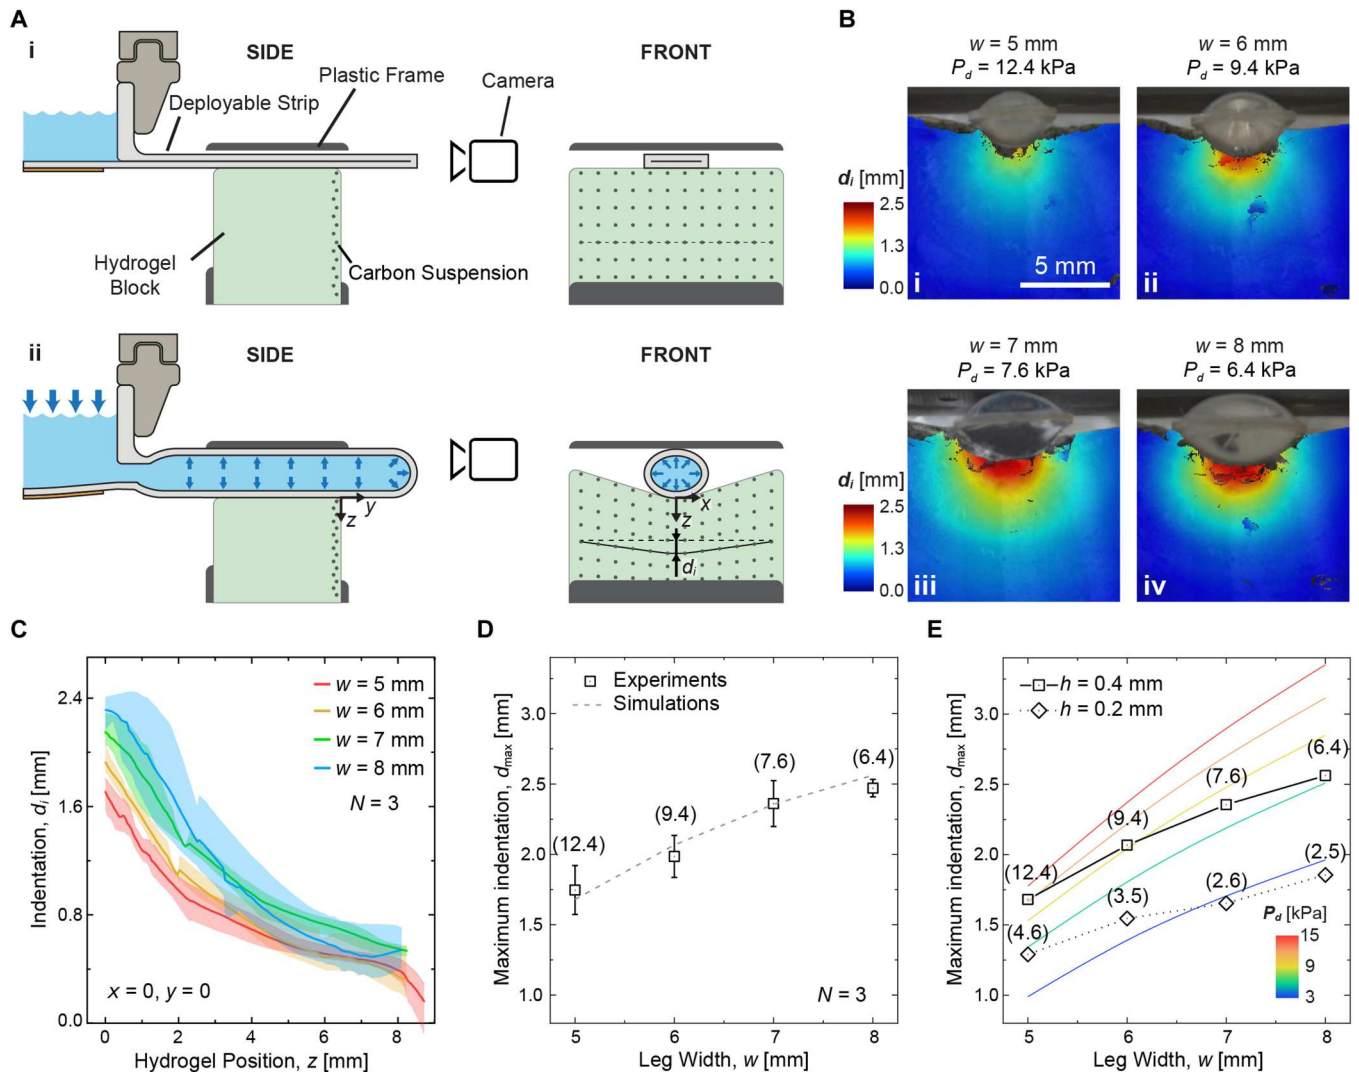 A
i
SIDE
FRONT
Plastic Frame
Camera
Deployable Strip
Hydrogel
Block
Carbon Suspension
ii
SIDE
FRONT
y
z
x
z
d_i
B
w = 5 mm
P_d = 12.4 kPa
w = 6 mm
P_d = 9.4 kPa
d_i [mm]
2.5
1.3
0.0
5 mm
i
ii
w = 7 mm
P_d = 7.6 kPa
w = 8 mm
P_d = 6.4 kPa
d_i [mm]
2.5
1.3
0.0
iii
iv
C
w = 5 mm
w = 6 mm
w = 7 mm
w = 8 mm
N = 3
x = 0, y = 0
2.4
1.6
0.8
0.0
Indentation, d_i [mm]
0 2 4 6 8
Hydrogel Position, z [mm]
D
Experiments
Simulations
(12.4)
(9.4)
(7.6)
(6.4)
N = 3
3.0
2.5
2.0
1.5
1.0
Maximum indentation, d_max [mm]
5 6 7 8
Leg Width, w [mm]
E
h = 0.4 mm
h = 0.2 mm
(12.4)
(9.4)
(7.6)
(6.4)
(4.6)
(3.5)
(2.6)
(2.5)
P_d [kPa]
15
9
3
3.0
2.5
2.0
1.5
1.0
Maximum indentation, d_max [mm]
5 6 7 8
Leg Width, w [mm]